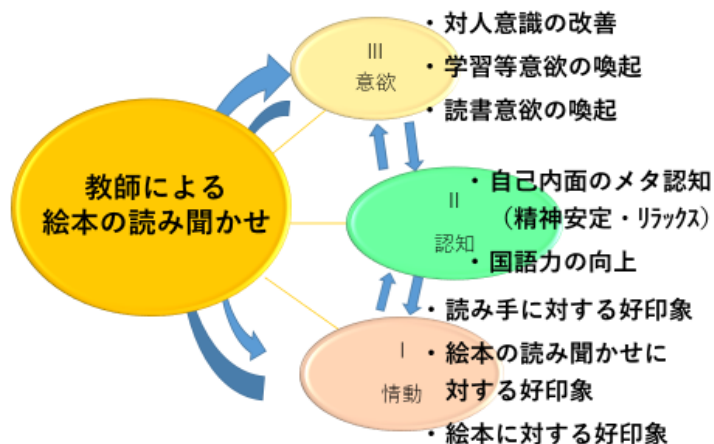 Ⅲ
意欲
・対人意識の改善
・学習等意欲の喚起
・読書意欲の喚起
教師による
絵本の読み聞かせ
Ⅱ
認知
・自己内面のメタ認知
（精神安定・ﾘﾗｯｸｽ）
・国語力の向上
Ⅰ
情動
・読み手に対する好印象
・絵本の読み聞かせに
対する好印象
・絵本に対する好印象